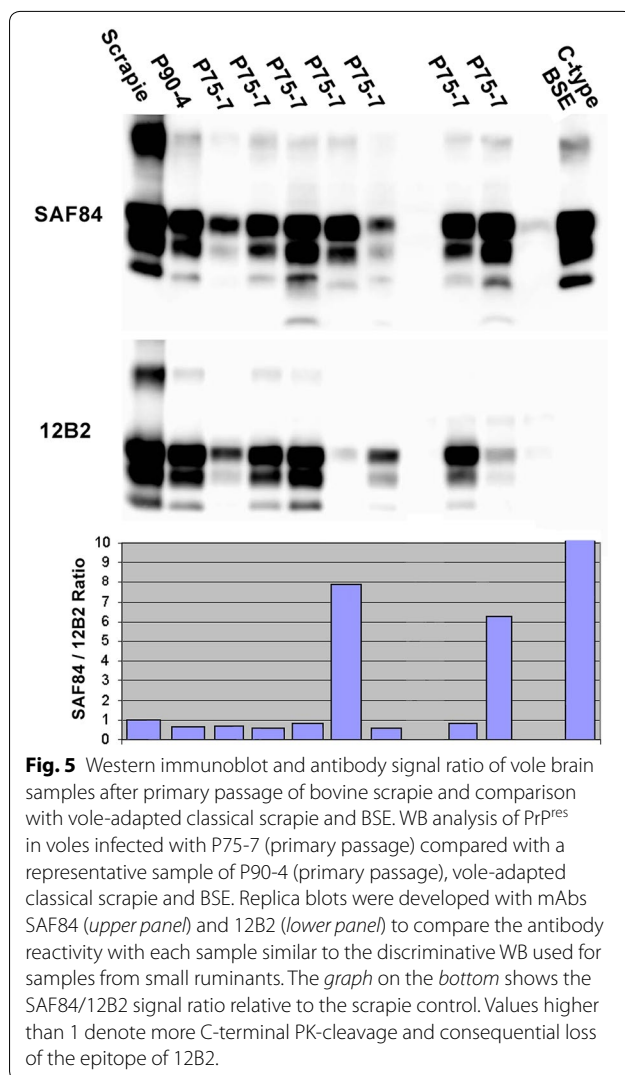 Scrapie
P90-4
P75-7
P75-7
P75-7
P75-7
P75-7
P75-7
P75-7
C-type
BSE
SAF84
12B2
SAF84 / 12B2 Ratio
10
9
8
7
6
5
4
3
2
1
0
Fig. 5 Western immunoblot and antibody signal ratio of vole brain
samples after primary passage of bovine scrapie and comparison
with vole-adapted classical scrapie and BSE. WB analysis of PrPres
in voles infected with P75-7 (primary passage) compared with a
representative sample of P90-4 (primary passage), vole-adapted
classical scrapie and BSE. Replica blots were developed with mAbs
SAF84 (upper panel) and 12B2 (lower panel) to compare the antibody
reactivity with each sample similar to the discriminative WB used for
samples from small ruminants. The graph on the bottom shows the
SAF84/12B2 signal ratio relative to the scrapie control. Values higher
than 1 denote more C-terminal PK-cleavage and consequential loss
of the epitope of 12B2.